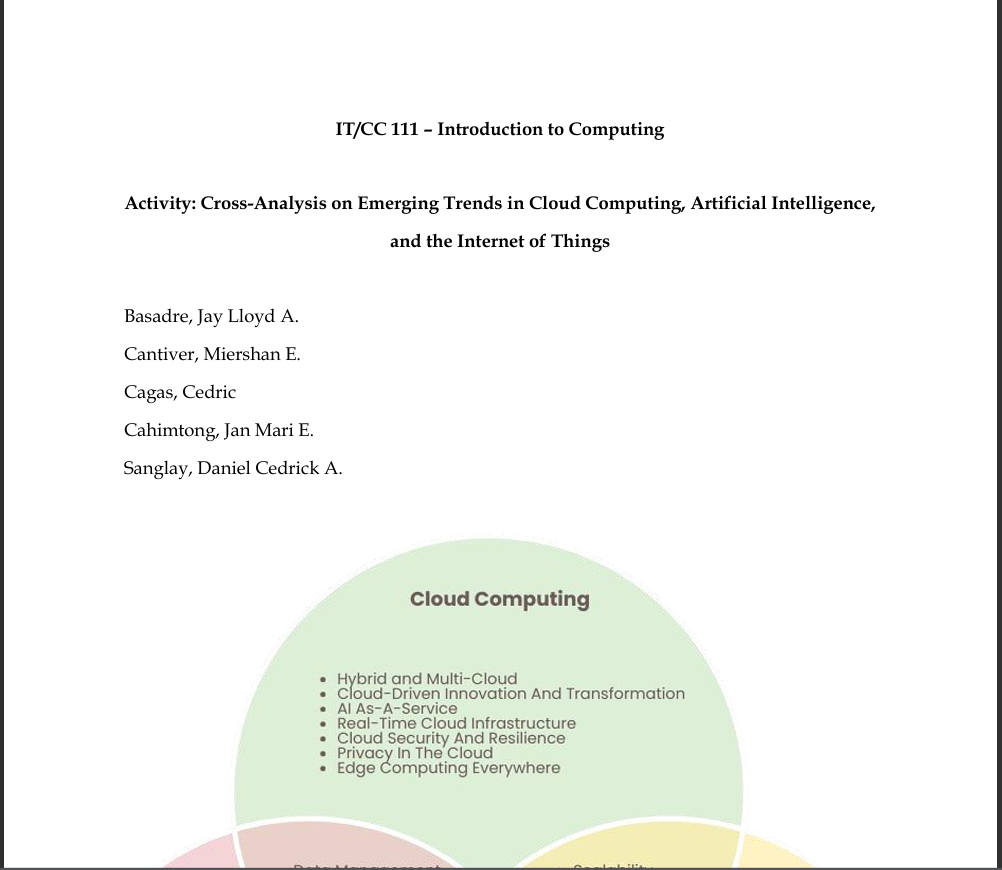 IT/CC 111 – Introduction to Computing
Activity: Cross-Analysis on Emerging Trends in Cloud Computing, Artificial Intelligence,
and the Internet of Things
Basadre, Jay Lloyd A.
Cantiver, Miershan E.
Cagas, Cedric
Cahimtong, Jan Mari E.
Sanglay, Daniel Cedrick A.
Cloud Computing
• Hybrid and Multi-Cloud
• Cloud-Driven Innovation And Transformation
• AI As-A-Service
• Real-Time Cloud Infrastructure
• Cloud Security And Resilience
• Privacy In The Cloud
• Edge Computing Everywhere
Data Management
Scalability